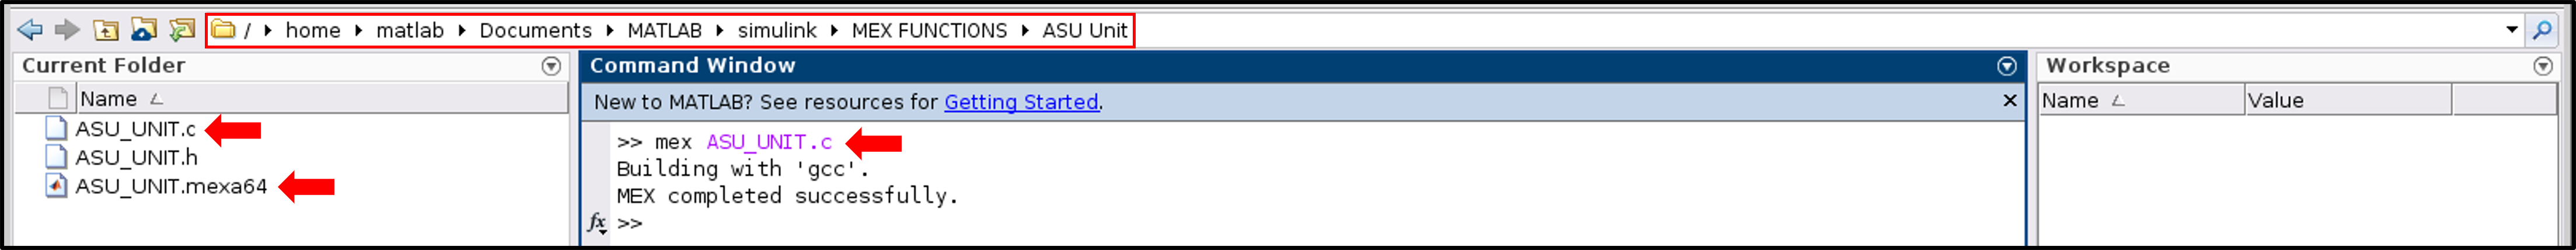 / ▸ home ▸ matlab ▸ Documents ▸ MATLAB ▸ simulink ▸ MEX FUNCTIONS ▸ ASU Unit
Current Folder
Name
ASU_UNIT.c
ASU_UNIT.h
ASU_UNIT.mexa64
Command Window
New to MATLAB? See resources for Getting Started.
>> mex ASU_UNIT.c
Building with 'gcc'.
MEX completed successfully.
fx >>
Workspace
Name Value